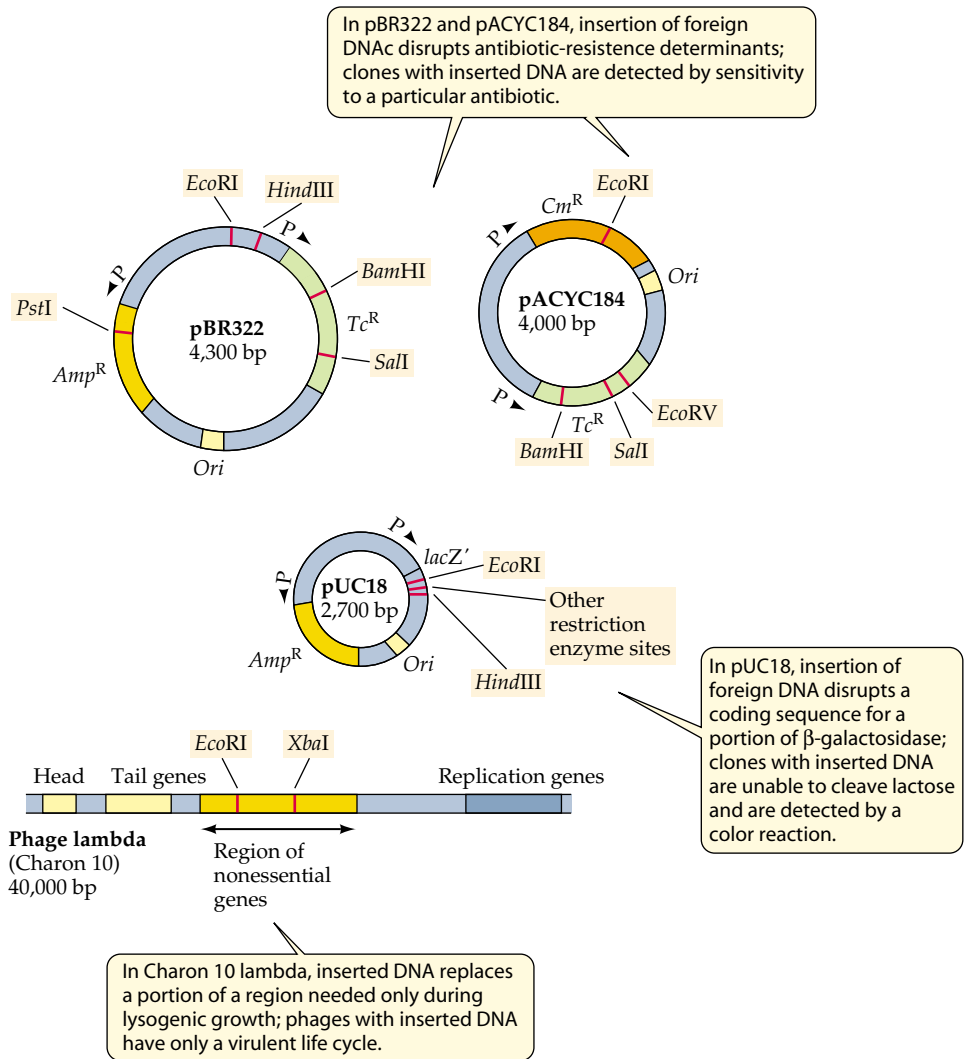 In pBR322 and pACYC184, insertion of foreign
DNAc disrupts antibiotic-resistence determinants;
clones with inserted DNA are detected by sensitivity
to a particular antibiotic.
EcoRI
HindIII
P
P
PstI
BamHI
pBR322
4,300 bp
TcR
SalI
AmpR
Ori
EcoRI
CmR
P
Ori
pACYC184
4,000 bp
P
EcoRV
TcR
BamHI
SalI
P
lacZ'
EcoRI
P
pUC18
2,700 bp
Other
restriction
enzyme sites
AmpR
Ori
HindIII
In pUC18, insertion of
foreign DNA disrupts a
coding sequence for a
portion of β-galactosidase;
clones with inserted DNA
are unable to cleave lactose
and are detected by a
color reaction.
EcoRI
XbaI
Head
Tail genes
Replication genes
Phage lambda
(Charon 10)
40,000 bp
Region of
nonessential
genes
In Charon 10 lambda, inserted DNA replaces
a portion of a region needed only during
lysogenic growth; phages with inserted DNA
have only a virulent life cycle.